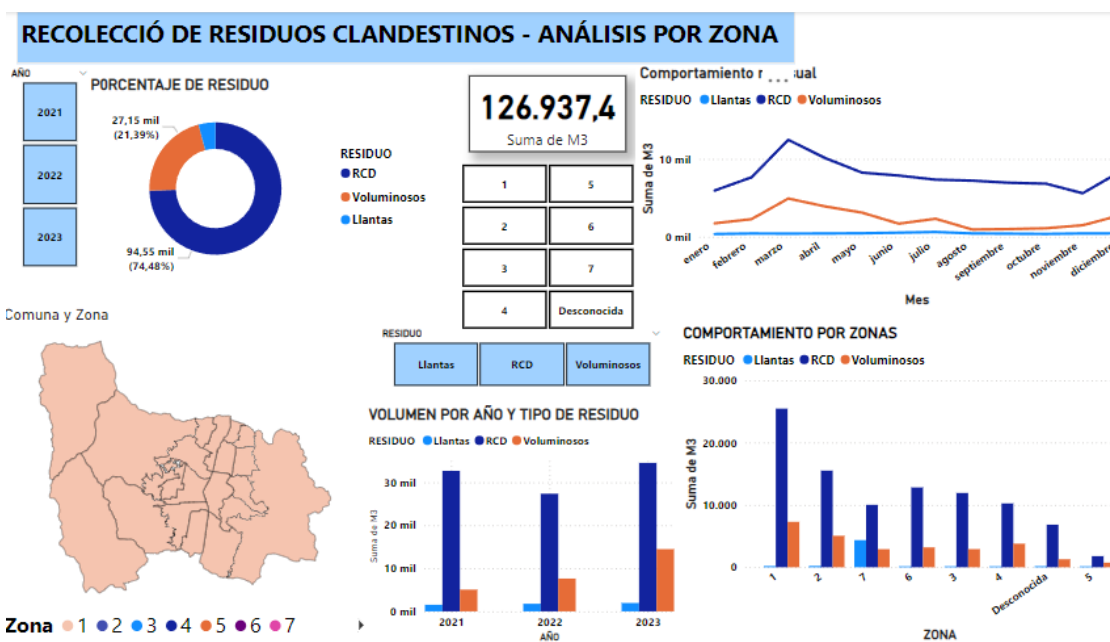 RECOLECCIÓ DE RESIDUOS CLANDESTINOS - ANÁLISIS POR ZONA
AÑO
2021
2022
2023
PORCENTAJE DE RESIDUO
27,15 mil
(21,39%)
94,55 mil
(74,48%)
RESIDUO
RCD
Voluminosos
Llantas
126.937,4
Suma de M3
1
5
2
6
3
7
4
Desconocida
Comportamiento
RESIDUO Llantas RCD Voluminosos
Suma de M3
10 mil
0 mil
enero
febrero
marzo
abril
mayo
junio
julio
agosto
septiembre
octubre
noviembre
diciembre
Mes
Comuna y Zona
Zona 1 2 3 4 5 6 7
RESIDUO
Llantas
RCD
Voluminosos
VOLUMEN POR AÑO Y TIPO DE RESIDUO
RESIDUO Llantas RCD Voluminosos
Suma de M3
30 mil
20 mil
10 mil
0 mil
2021
2022
2023
AÑO
COMPORTAMIENTO POR ZONAS
RESIDUO Llantas RCD Voluminosos
Suma de M3
30.000
20.000
10.000
0
1
2
7
6
3
4
Desconocida
5
ZONA